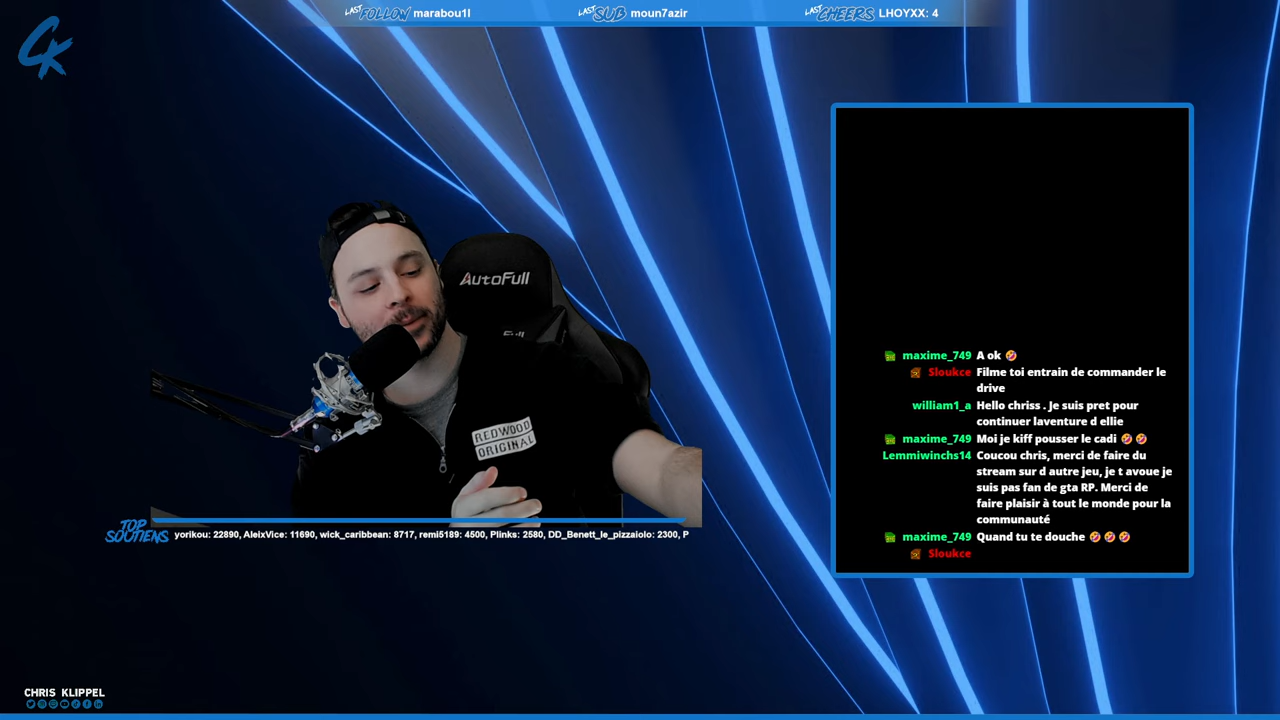 LAST FOLLOW marabou1l
LAST SUB moun7azir
LAST CHEERS LHOYXX: 4
CK
AutoFull
Full
REDWOOD
ORIGINAL
maxime_749 A ok
Sloukce Filme toi entrain de commander le
drive
william1_a Hello chriss . Je suis pret pour
continuer laventure d ellie
maxime_749 Moi je kiff pousser le cadi
Lemmiwinchs14 Coucou chris, merci de faire du
stream sur d autre jeu, je t avoue je
suis pas fan de gta RP. Merci de
faire plaisir à tout le monde pour la
communauté
maxime_749 Quand tu te douche
Sloukce
TOP
SOUTIENS yorikou: 22890, AleixVice: 11690, wick_caribbean: 8717, remi5189: 4500, Plinks: 2580, DD_Benett_le_pizzaiolo: 2300, P
CHRIS KLIPPEL